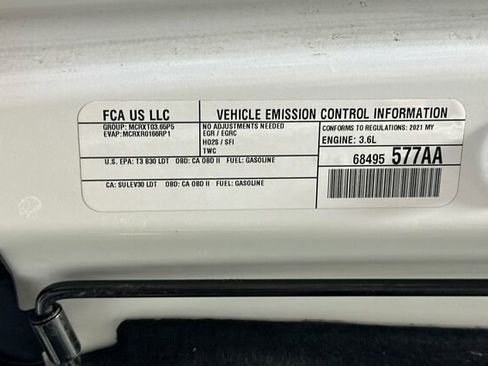 FCA US LLC
VEHICLE EMISSION CONTROL INFORMATION
GROUP: MCRXT03.65P5
EVAP: MCRXR0166RP1
NO ADJUSTMENTS NEEDED
EGR / EGRC
HO2S / SFI
TWC
CONFORMS TO REGULATIONS: 2021 MY
ENGINE: 3.6L
U.S. EPA: T3 B30 LDT OBD: CA OBD II FUEL: GASOLINE
68495 577AA
CA: SULEV30 LDT OBD: CA OBD II FUEL: GASOLINE